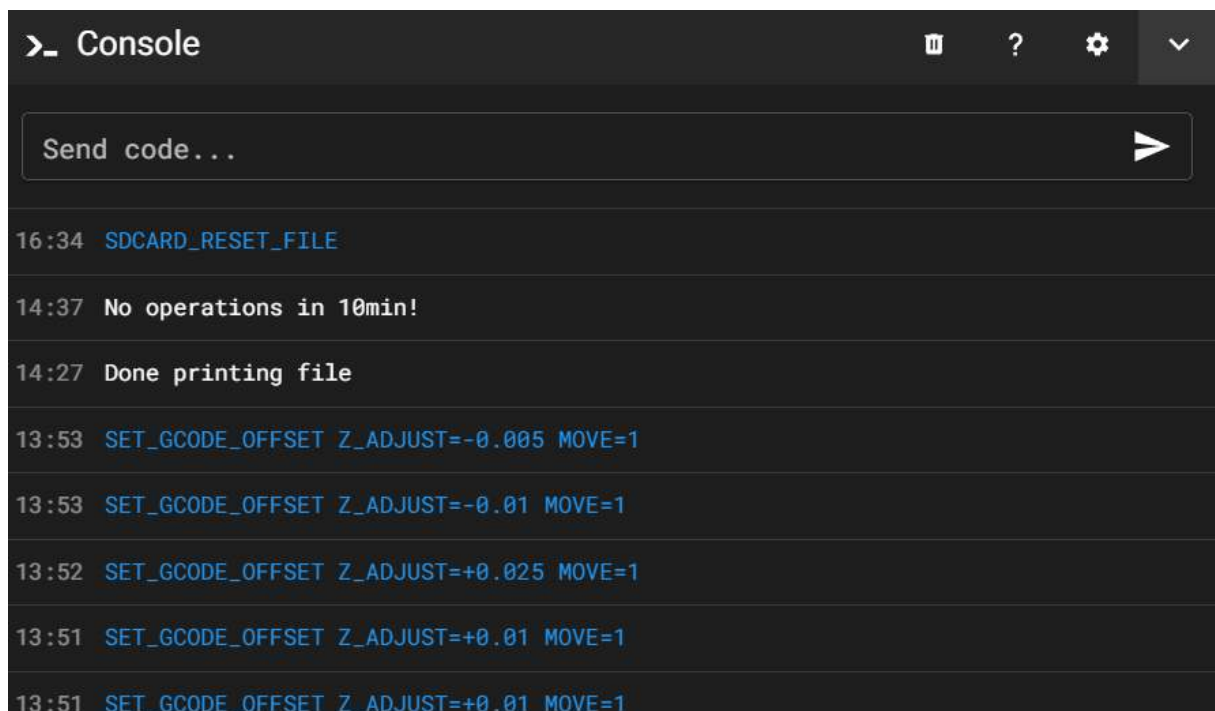 >_ Console ?
Send code...
16:34 SDCARD_RESET_FILE
14:37 No operations in 10min!
14:27 Done printing file
13:53 SET_GCODE_OFFSET Z_ADJUST=-0.005 MOVE=1
13:53 SET_GCODE_OFFSET Z_ADJUST=-0.01 MOVE=1
13:52 SET_GCODE_OFFSET Z_ADJUST=+0.025 MOVE=1
13:51 SET_GCODE_OFFSET Z_ADJUST=+0.01 MOVE=1
13:51 SET_GCODE_OFFSET Z_ADJUST=+0.01 MOVE=1